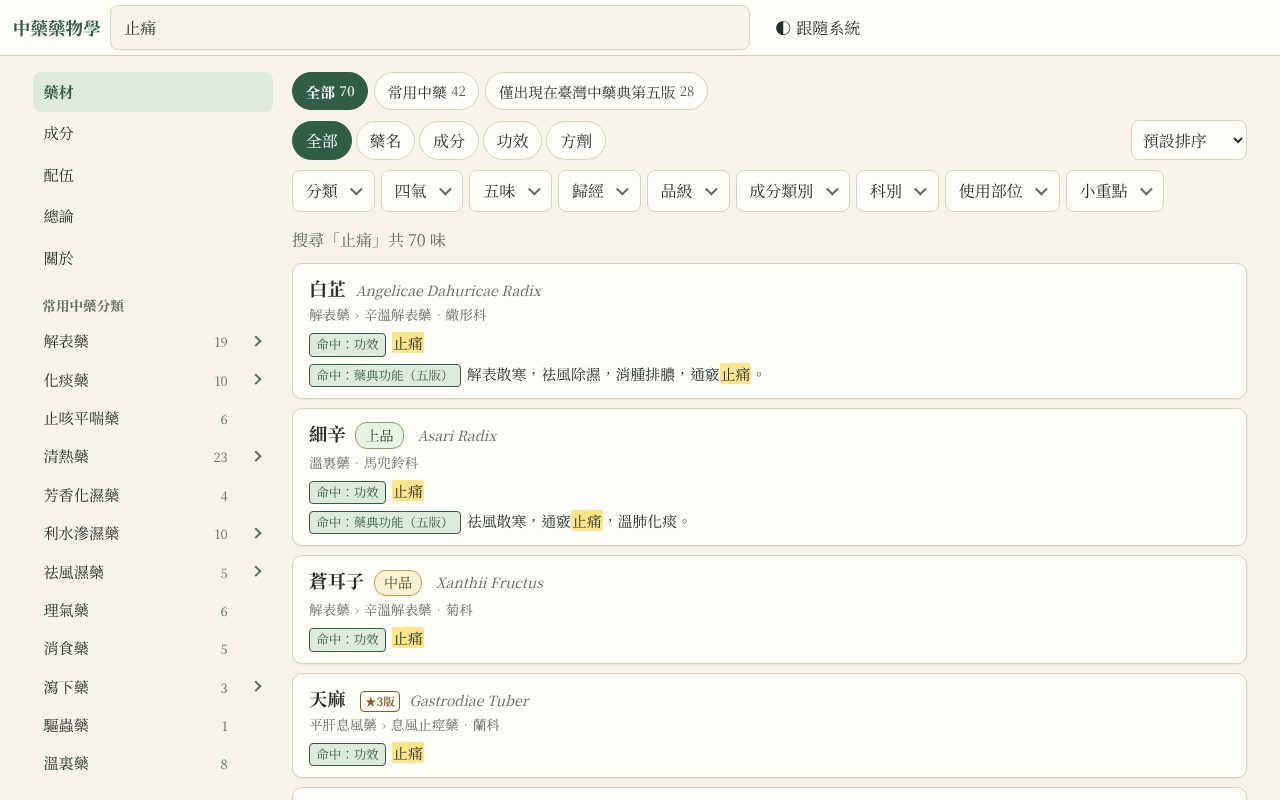 中藥藥物學
止痛
跟隨系統
藥材
成分
配伍
總論
關於
常用中藥分類
解表藥 19
化痰藥 10
止咳平喘藥 6
清熱藥 23
芳香化濕藥 4
利水滲濕藥 10
祛風濕藥 5
理氣藥 6
消食藥 5
瀉下藥 3
驅蟲藥 1
溫裏藥 8
全部 70 常用中藥 42 僅出現在臺灣中藥典第五版 28
全部 藥名 成分 功效 方劑 預設排序
分類 四氣 五味 歸經 品級 成分類別 科別 使用部位 小重點
搜尋「止痛」共 70 味
白芷 Angelicae Dahuricae Radix
解表藥 › 辛溫解表藥 · 繖形科
命中：功效 止痛
命中：藥典功能（五版） 解表散寒，祛風除濕，消腫排膿，通竅止痛。
細辛 上品 Asari Radix
溫裏藥 · 馬兜鈴科
命中：功效 止痛
命中：藥典功能（五版） 祛風散寒，通竅止痛，溫肺化痰。
蒼耳子 中品 Xanthii Fructus
解表藥 › 辛溫解表藥 · 菊科
命中：功效 止痛
天麻 ★3版 Gastrodiae Tuber
平肝息風藥 › 息風止痙藥 · 蘭科
命中：功效 止痛